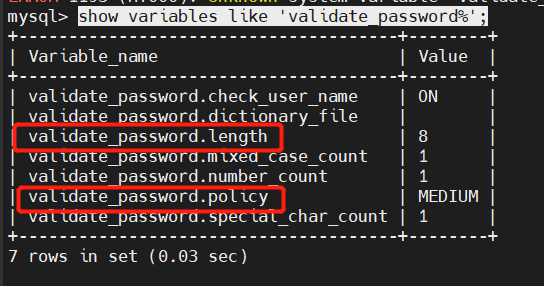 mysql> show variables like 'validate_password%';
+--------------------------------------+--------+
| Variable_name | Value |
+--------------------------------------+--------+
| validate_password.check_user_name | ON |
| validate_password.dictionary_file | |
| validate_password.length | 8 |
| validate_password.mixed_case_count | 1 |
| validate_password.number_count | 1 |
| validate_password.policy | MEDIUM |
| validate_password.special_char_count | 1 |
+--------------------------------------+--------+
7 rows in set (0.03 sec)